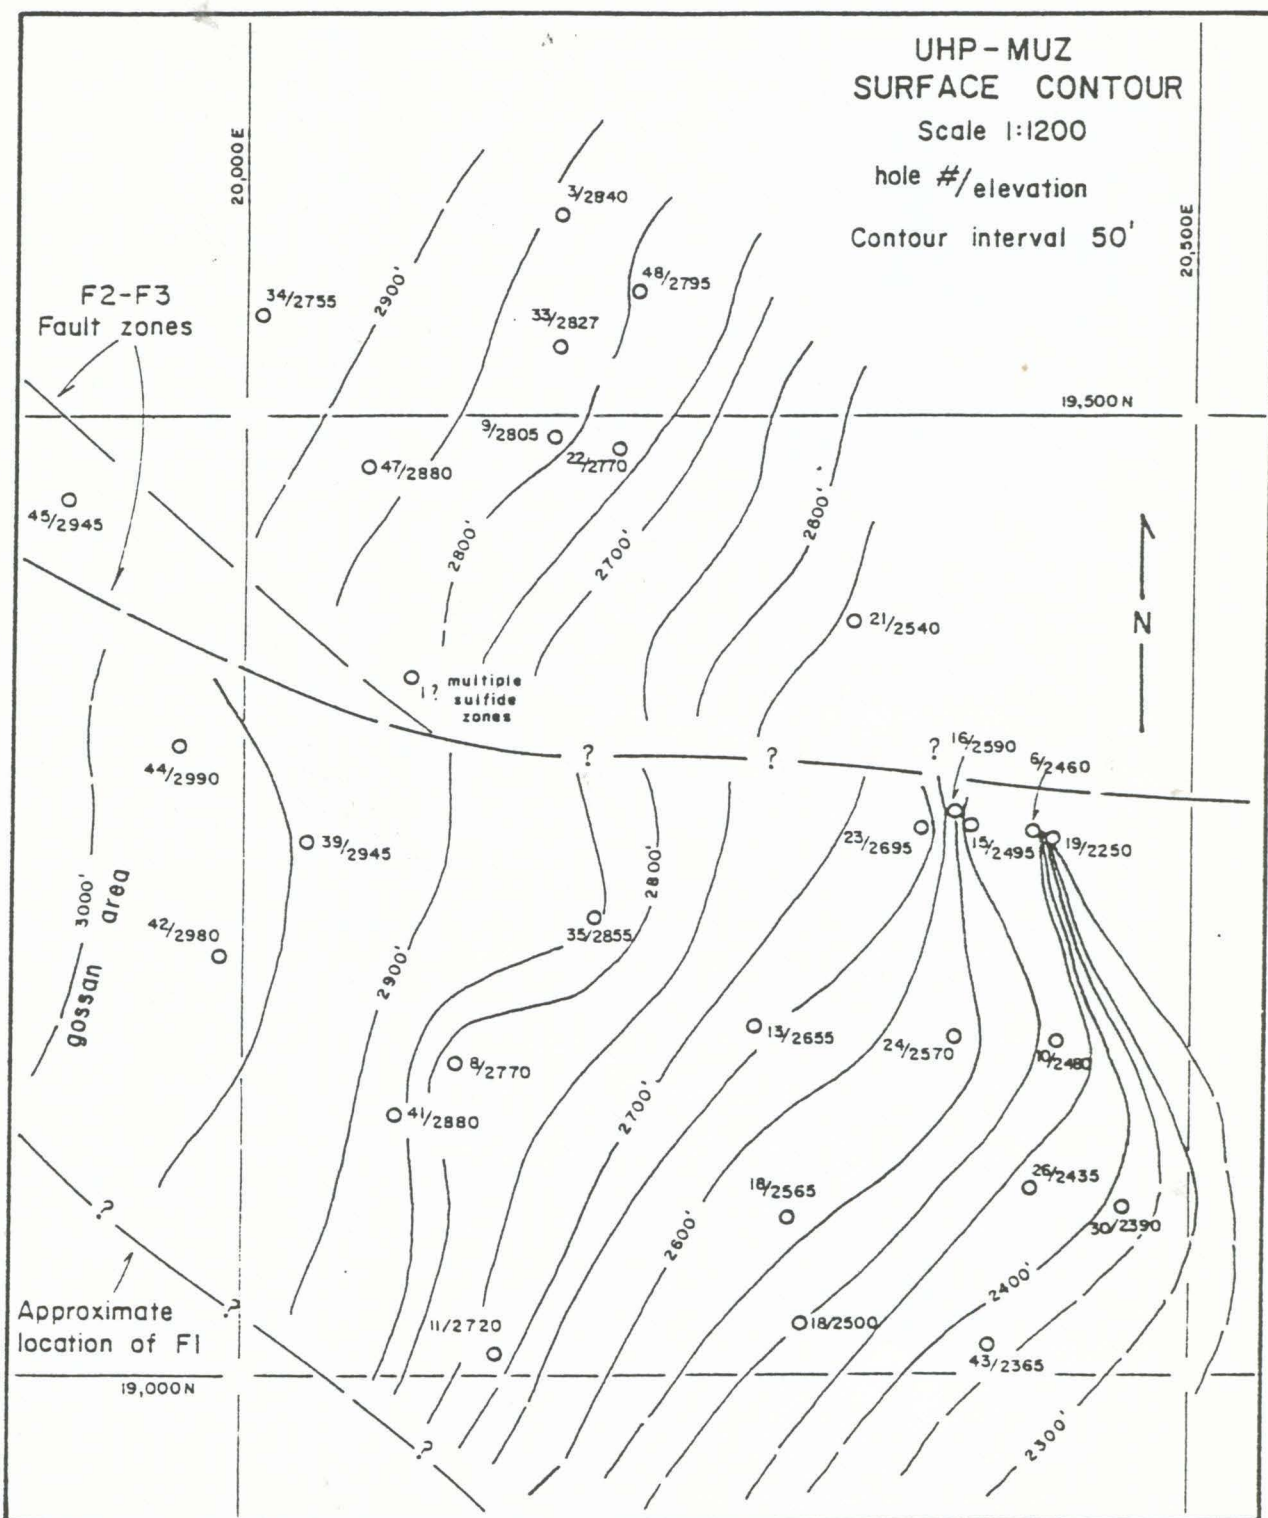 UHP-MUZ
SURFACE CONTOUR
Scale 1:1200
hole #/elevation
Contour interval 50'
20,000E
20,500E
3/2840
2900'
48/2795
34/2755
F2-F3
Fault zones
33/2827
19,500N
9/2805
22/2770
47/2880
45/2945
2800'
2700'
2800'
N
21/2540
1?
multiple
sulfide
zones
?
?
?
16/2590
6/2460
44/2990
39/2945
23/2695
15/2495
19/2250
2800'
3000'
gossan area
42/2980
35/2855
2900'
13/2655
24/2570
10/2480
8/2770
41/2880
2700'
26/2435
?
18/2565
30/2390
2600'
2400'
Approximate
location of F1
?
11/2720
18/2500
43/2365
19,000N
?
2300'